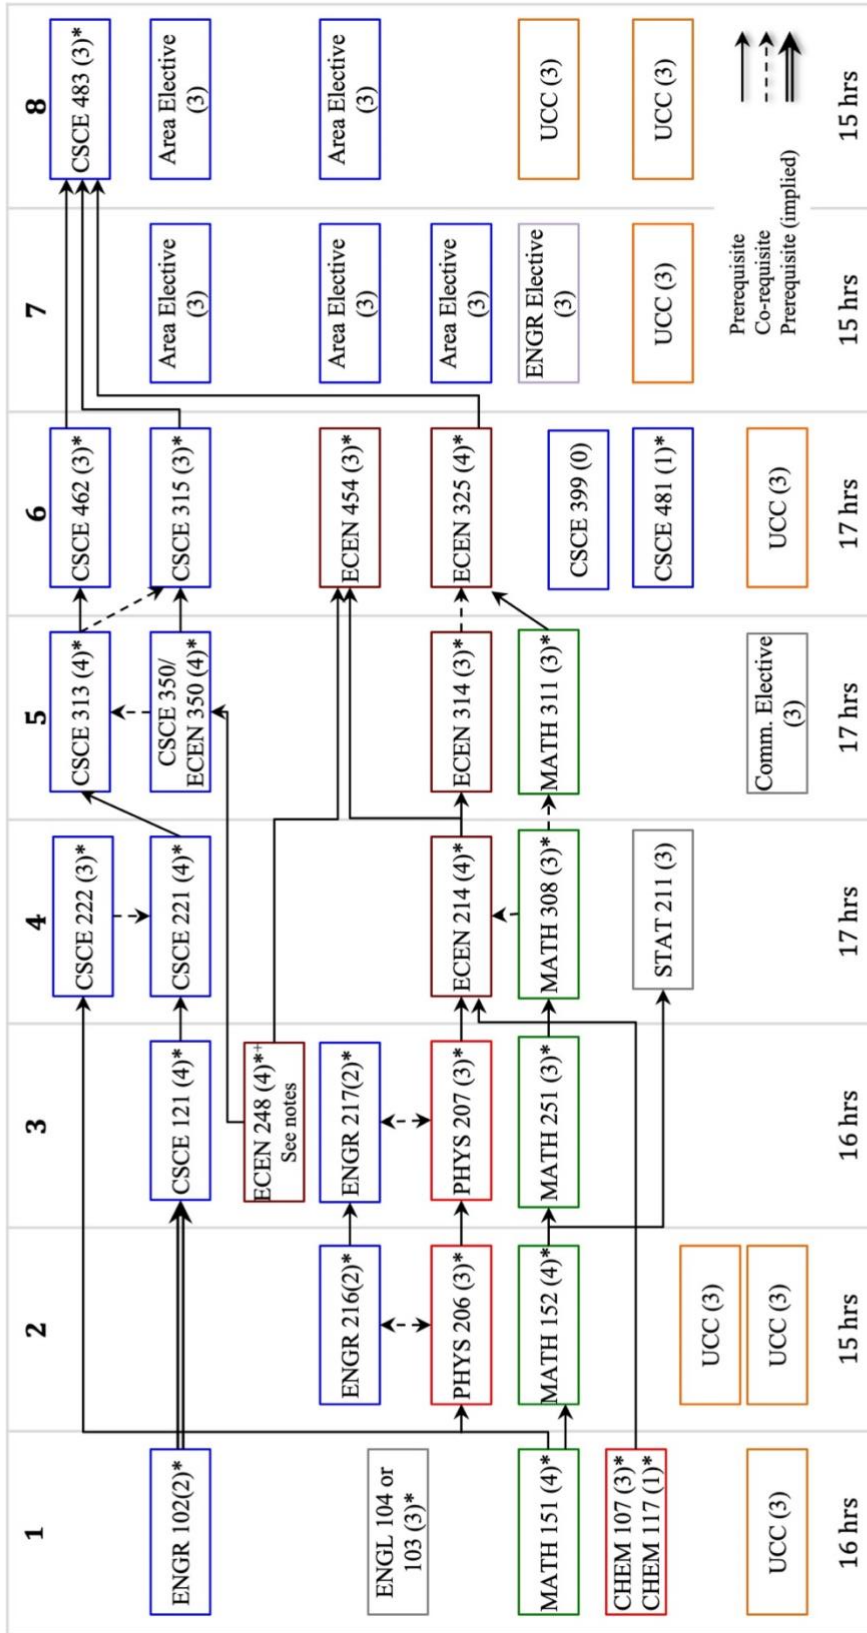 1
ENGR 102(2)*
ENGL 104 or
103 (3)*
MATH 151 (4)*
CHEM 107 (3)*
CHEM 117 (1)*
UCC (3)
16 hrs
2
ENGR 216(2)*
PHYS 206 (3)*
MATH 152 (4)*
UCC (3)
UCC (3)
15 hrs
3
CSCE 121 (4)*
ECEN 248 (4)*+
See notes
ENGR 217(2)*
PHYS 207 (3)*
MATH 251 (3)*
16 hrs
4
CSCE 222 (3)*
CSCE 221 (4)*
ECEN 214 (4)*
MATH 308 (3)*
STAT 211 (3)
17 hrs
5
CSCE 313 (4)*
CSCE 350/
ECEN 350 (4)*
ECEN 314 (3)*
MATH 311 (3)*
Comm. Elective
(3)
17 hrs
6
CSCE 462 (3)*
CSCE 315 (3)*
ECEN 454 (3)*
ECEN 325 (4)*
CSCE 399 (0)
CSCE 481 (1)*
UCC (3)
17 hrs
7
Area Elective
(3)
Area Elective
(3)
Area Elective
(3)
ENGR Elective
(3)
UCC (3)
15 hrs
8
CSCE 483 (3)*
Area Elective
(3)
Area Elective
(3)
UCC (3)
UCC (3)
15 hrs
Prerequisite
Co-requisite
Prerequisite (implied)